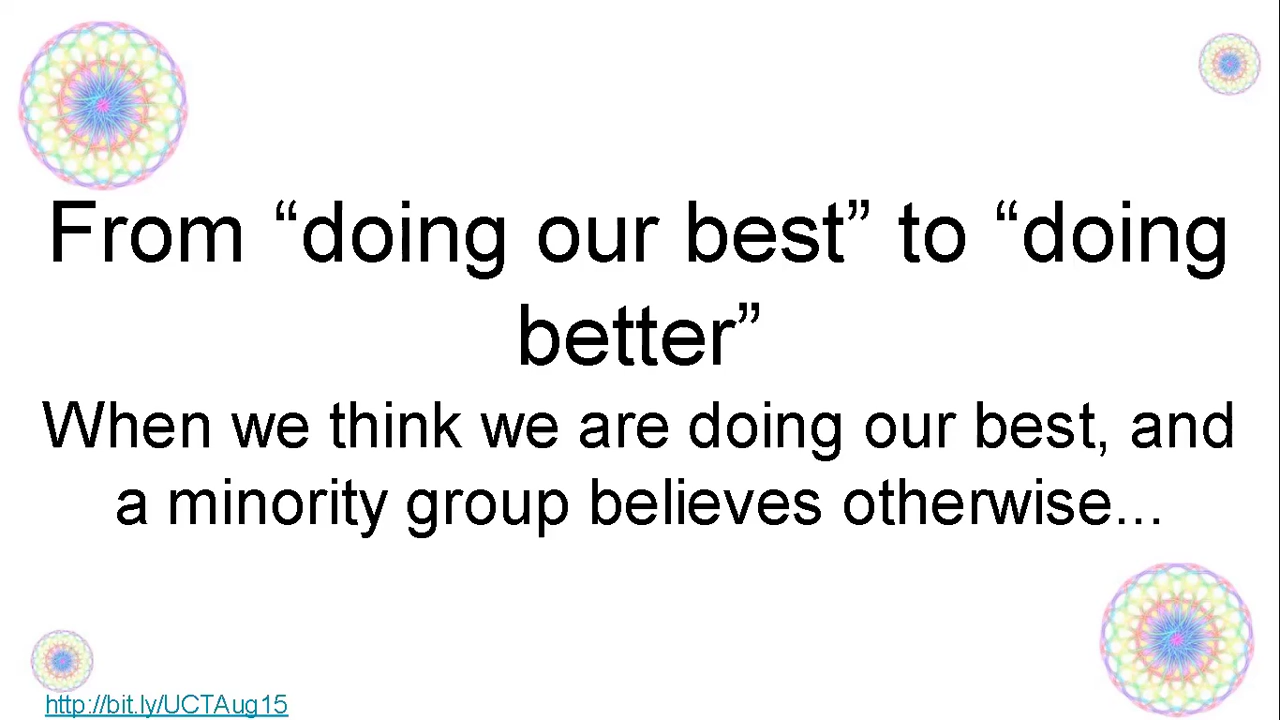 From “doing our best” to “doing
better”
When we think we are doing our best, and
a minority group believes otherwise...
http://bit.ly/UCTAug15